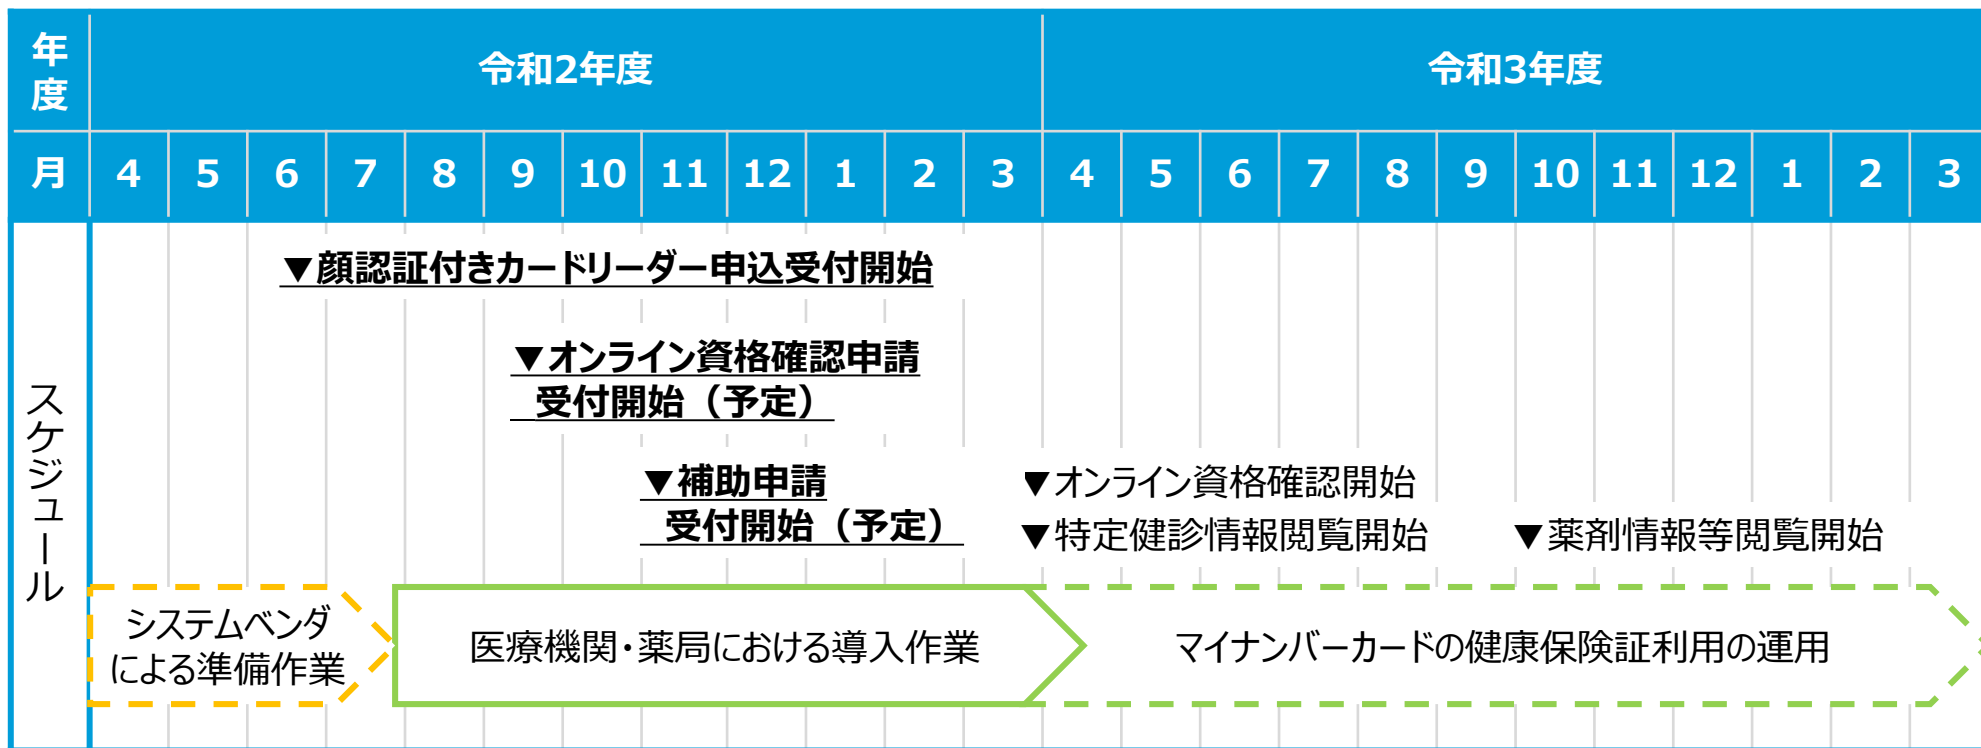 年度
令和2年度
令和3年度
月 4 5 6 7 8 9 10 11 12 1 2 3 4 5 6 7 8 9 10 11 12 1 2 3
スケジュール
▼顔認証付きカードリーダー申込受付開始
▼オンライン資格確認申請
受付開始（予定）
▼補助申請
受付開始（予定）
▼オンライン資格確認開始
▼特定健診情報閲覧開始
▼薬剤情報等閲覧開始
システムベンダ
による準備作業
医療機関・薬局における導入作業
マイナンバーカードの健康保険証利用の運用